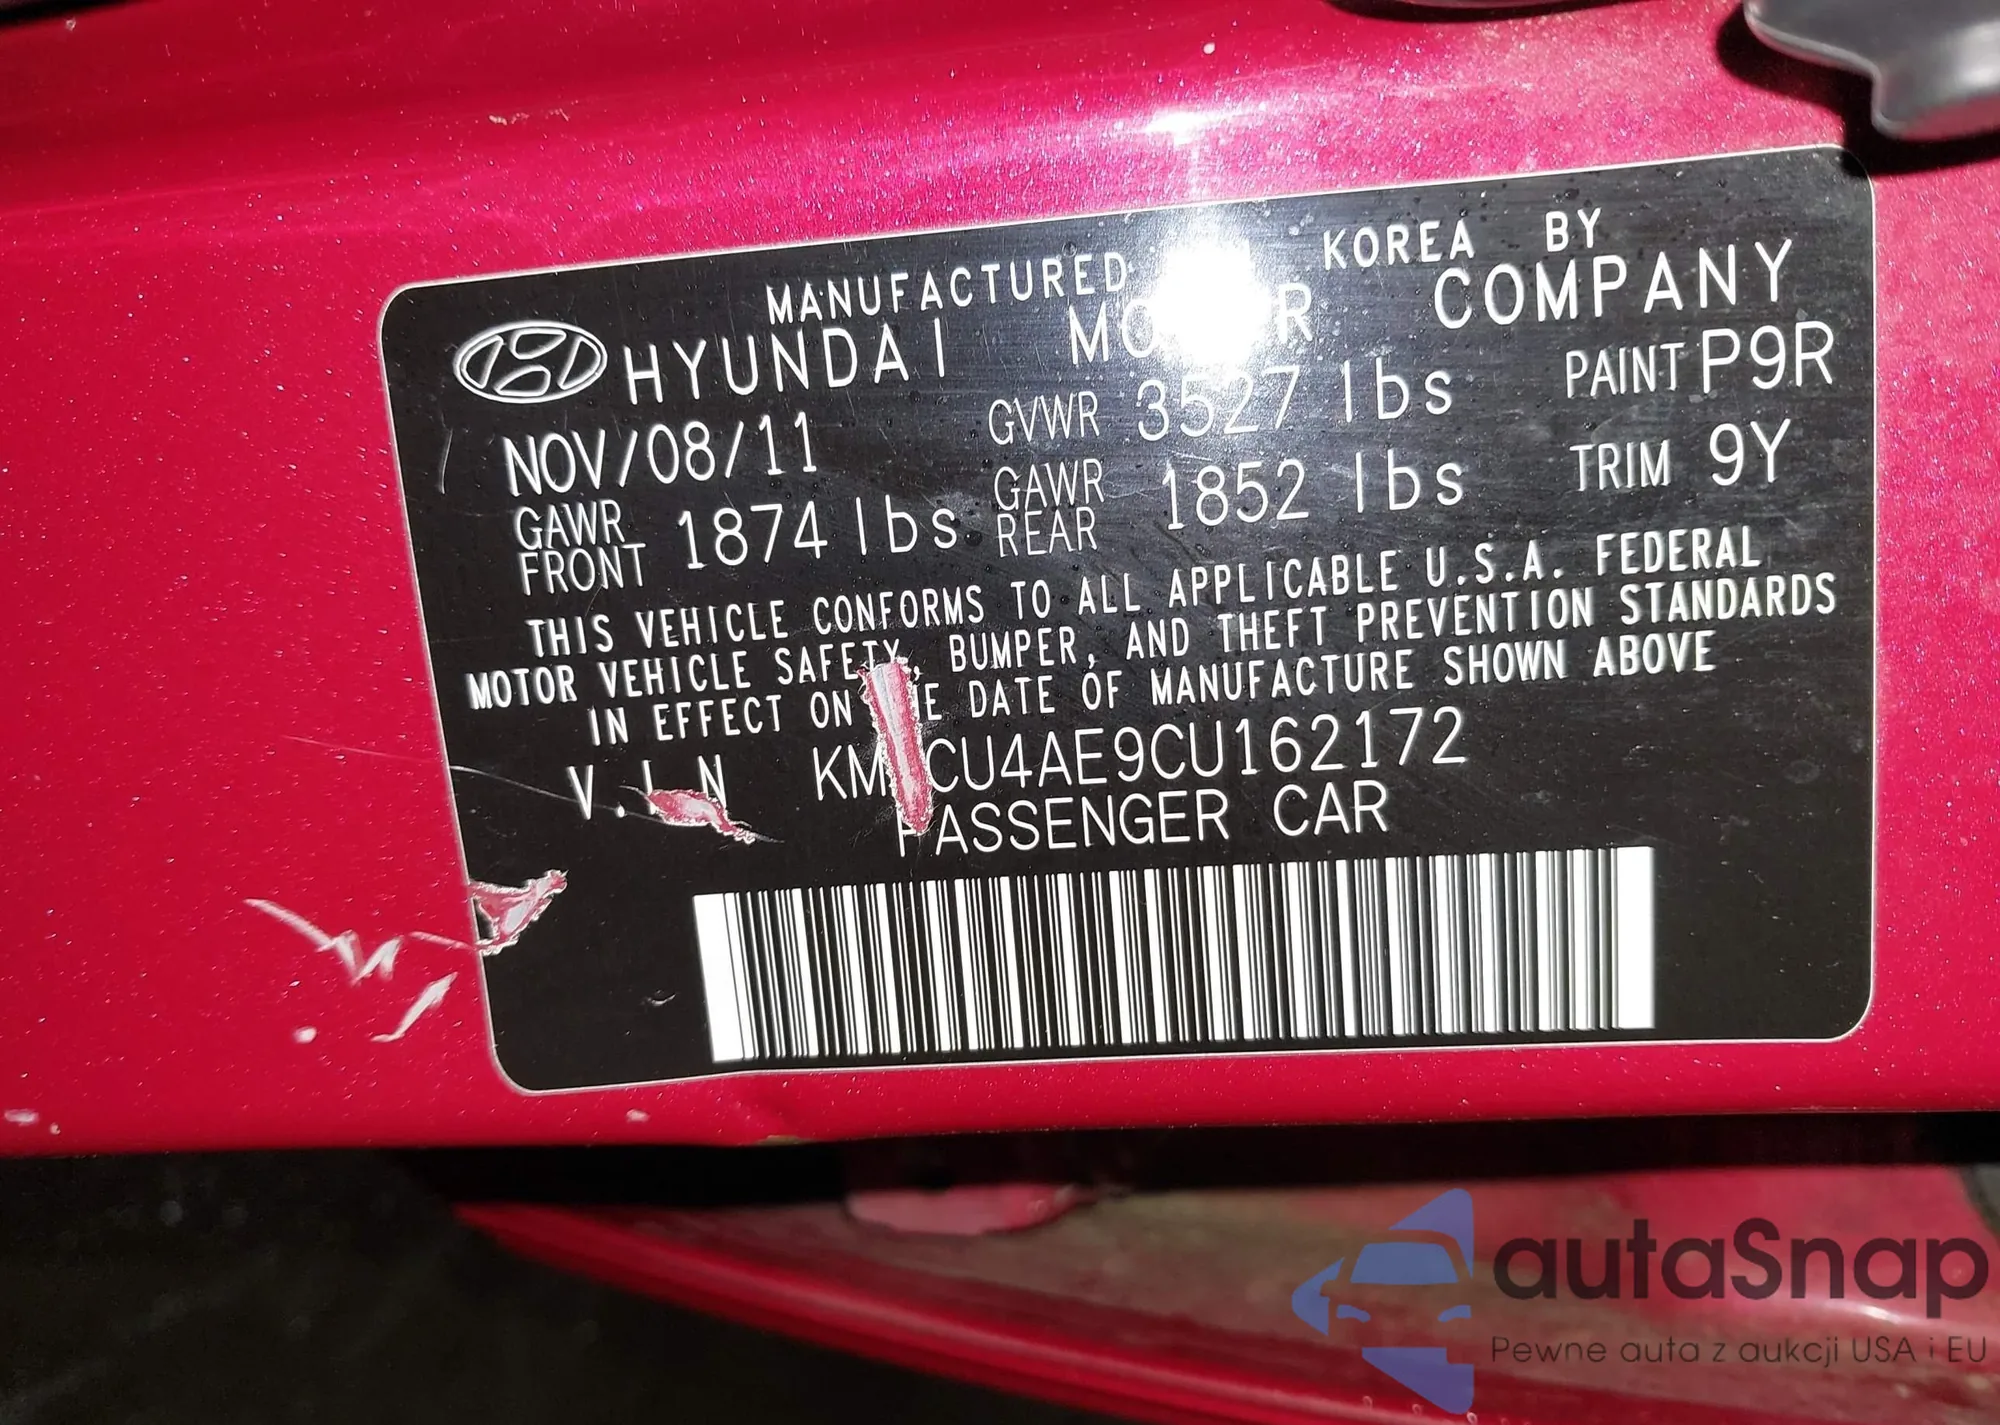 MANUFACTURED KOREA BY
HYUNDAI COMPANY
NOV/08/11 GVWR 3527 lbs PAINT P9R
GAWR FRONT 1874 lbs GAWR REAR 1852 lbs TRIM 9Y
THIS VEHICLE CONFORMS TO ALL APPLICABLE U.S.A. FEDERAL
MOTOR VEHICLE SAFETY, BUMPER, AND THEFT PREVENTION STANDARDS
IN EFFECT ON DATE OF MANUFACTURE SHOWN ABOVE
V.I.N KM CU4AE9CU162172
PASSENGER CAR
autaSnap
Pewne auta z aukcji USA i EU